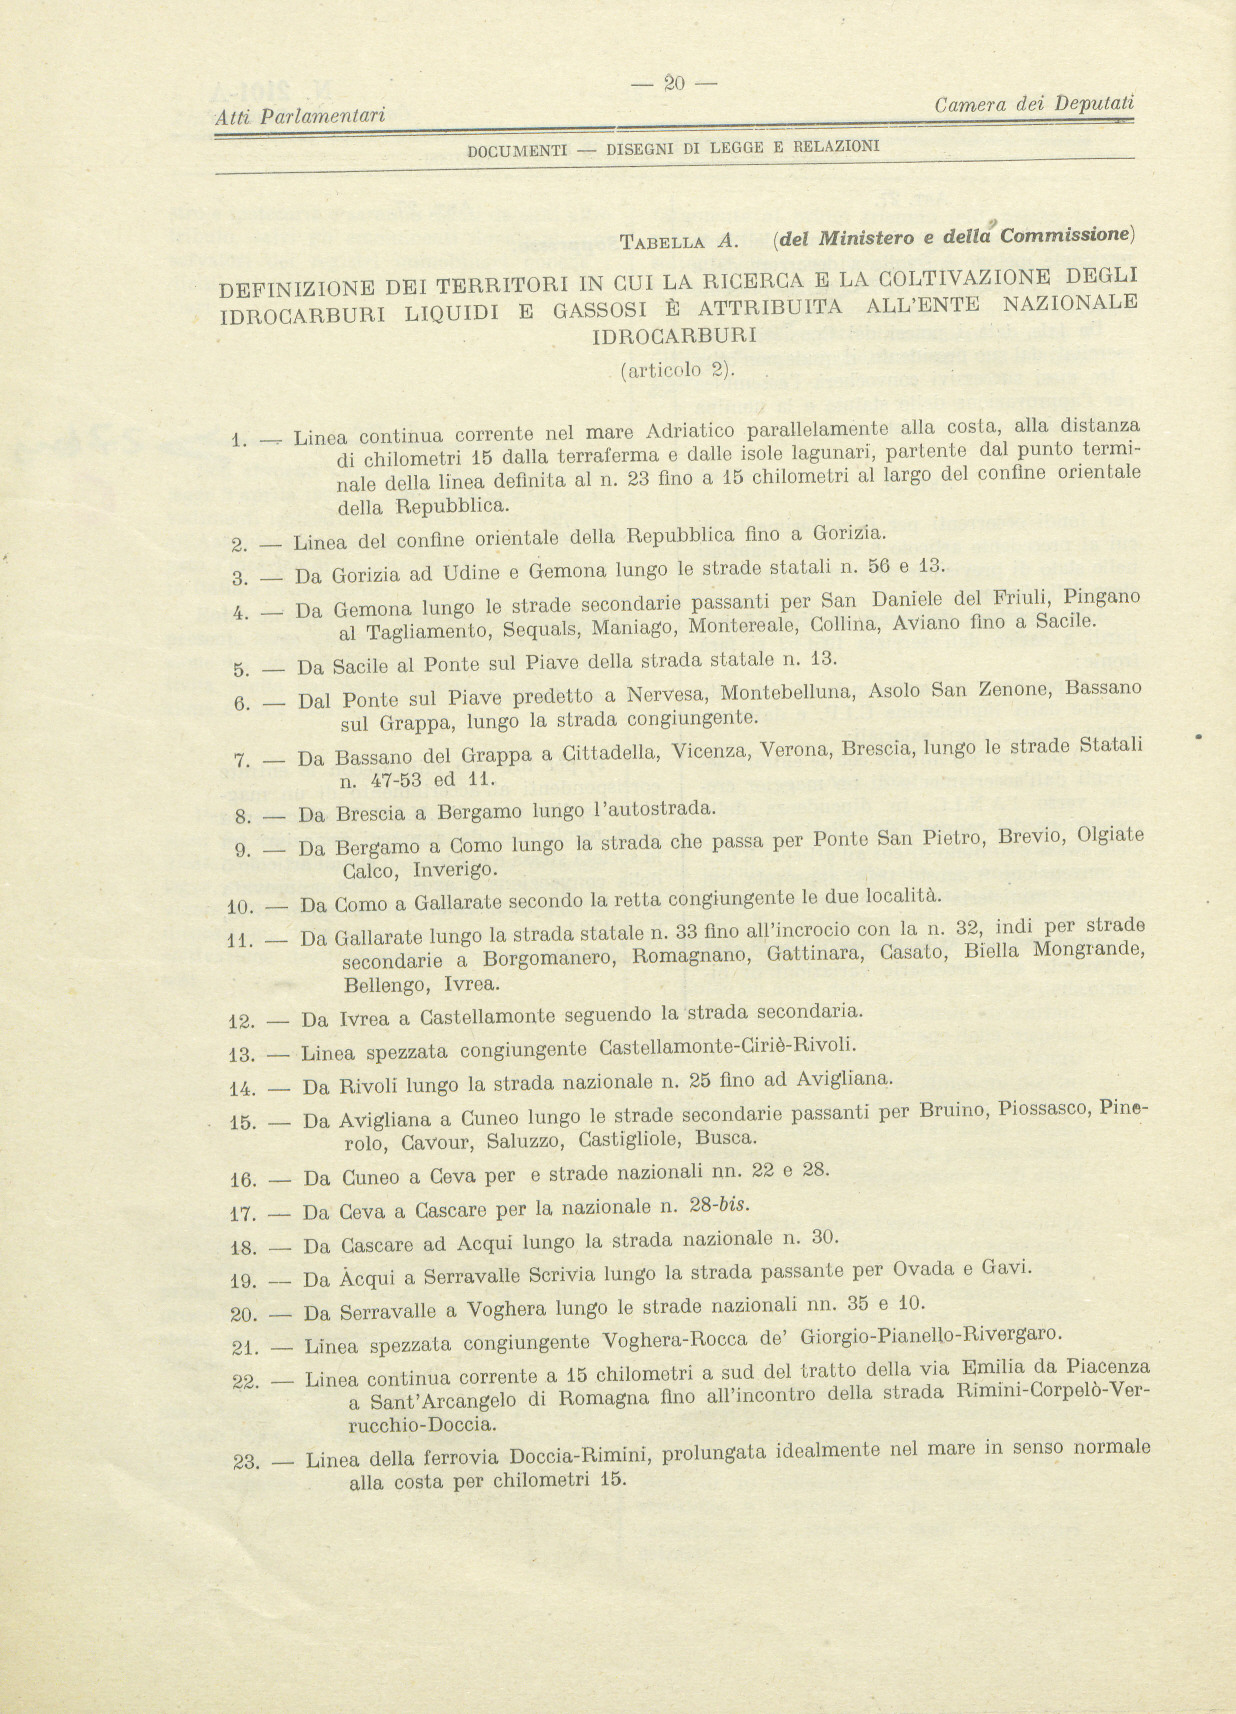 — 20 —
Atti Parlamentari
Camera dei Deputati
DOCUMENTI — DISEGNI DI LEGGE E RELAZIONI
TABELLA A. (del Ministero e della Commissione)
DEFINIZIONE DEI TERRITORI IN CUI LA RICERCA E LA COLTIVAZIONE DEGLI
IDROCARBURI LIQUIDI E GASSOSI È ATTRIBUITA ALL'ENTE NAZIONALE
IDROCARBURI
(articolo 2).
1. — Linea continua corrente nel mare Adriatico parallelamente alla costa, alla distanza
di chilometri 15 dalla terraferma e dalle isole lagunari, partente dal punto termi-
nale della linea definita al n. 23 fino a 15 chilometri al largo del confine orientale
della Repubblica.
2. — Linea del confine orientale della Repubblica fino a Gorizia.
3. — Da Gorizia ad Udine e Gemona lungo le strade statali n. 56 e 13.
4. — Da Gemona lungo le strade secondarie passanti per San Daniele del Friuli, Pingano
al Tagliamento, Sequals, Maniago, Montereale, Collina, Aviano fino a Sacile.
5. — Da Sacile al Ponte sul Piave della strada statale n. 13.
6. — Dal Ponte sul Piave predetto a Nervesa, Montebelluna, Asolo San Zenone, Bassano
sul Grappa, lungo la strada congiungente.
7. — Da Bassano del Grappa a Cittadella, Vicenza, Verona, Brescia, lungo le strade Statali
n. 47-53 ed 11.
8. — Da Brescia a Bergamo lungo l'autostrada.
9. — Da Bergamo a Como lungo la strada che passa per Ponte San Pietro, Brevio, Olgiate
Calco, Inverigo.
10. — Da Como a Gallarate secondo la retta congiungente le due località.
11. — Da Gallarate lungo la strada statale n. 33 fino all'incrocio con la n. 32, indi per strade
secondarie a Borgomanero, Romagnano, Gattinara, Casato, Biella Mongrande,
Bellengo, Ivrea.
12. — Da Ivrea a Castellamonte seguendo la strada secondaria.
13. — Linea spezzata congiungente Castellamonte-Ciriè-Rivoli.
14. — Da Rivoli lungo la strada nazionale n. 25 fino ad Avigliana.
15. — Da Avigliana a Cuneo lungo le strade secondarie passanti per Bruino, Piossasco, Pine-
rolo, Cavour, Saluzzo, Castigliole, Busca.
16. — Da Cuneo a Ceva per e strade nazionali nn. 22 e 28.
17. — Da Ceva a Cascare per la nazionale n. 28-bis.
18. — Da Cascare ad Acqui lungo la strada nazionale n. 30.
19. — Da Acqui a Serravalle Scrivia lungo la strada passante per Ovada e Gavi.
20. — Da Serravalle a Voghera lungo le strade nazionali nn. 35 e 10.
21. — Linea spezzata congiungente Voghera-Rocca de' Giorgio-Pianello-Rivergaro.
22. — Linea continua corrente a 15 chilometri a sud del tratto della via Emilia da Piacenza
a Sant'Arcangelo di Romagna fino all'incontro della strada Rimini-Corpelò-Ver-
rucchio-Doccia.
23. — Linea della ferrovia Doccia-Rimini, prolungata idealmente nel mare in senso normale
alla costa per chilometri 15.